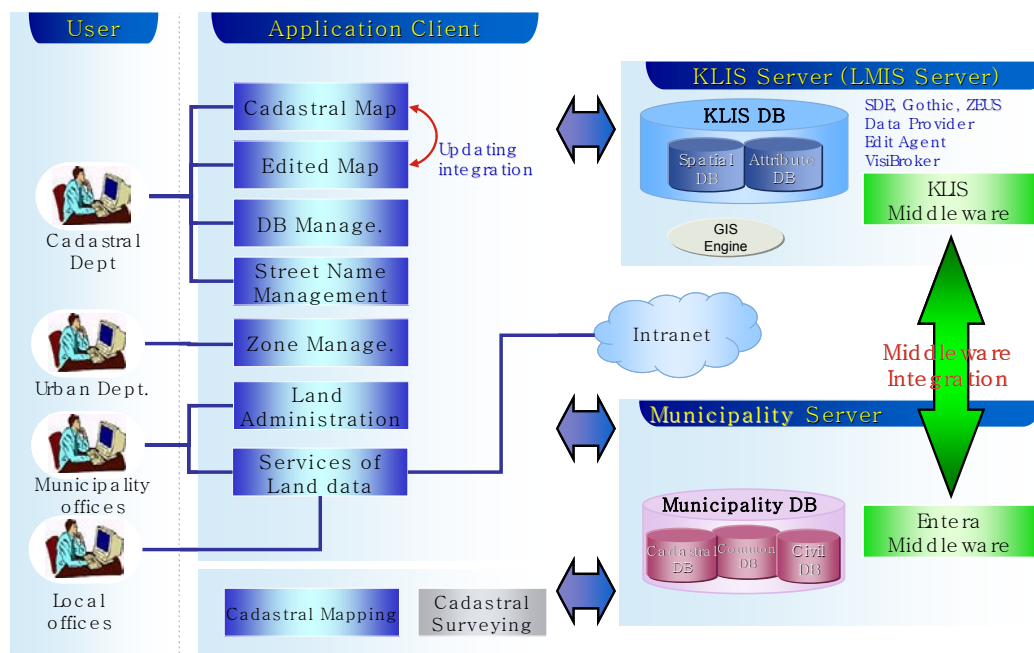 User
Application Client
Cadastral Map
Edited Map
Updating
integration
DB Manage.
Street Name
Management
Zone Manage.
Land
Administration
Services of
Land data
Cadastral
Dept
Urban Dept.
Municipality
offices
Local
offices
Cadastral Mapping
Cadastral
Surveying
KLIS Server (LMIS Server)
KLIS DB
Spatial
DB
Attribute
DB
GIS
Engine
SDE, Gothic, ZEUS
Data Provider
Edit Agent
VisiBroker
KLIS
Middleware
Intranet
Middleware
Integration
Municipality Server
Municipality DB
Cadastral
DB
Common
DB
Civil
DB
Entera
Middleware